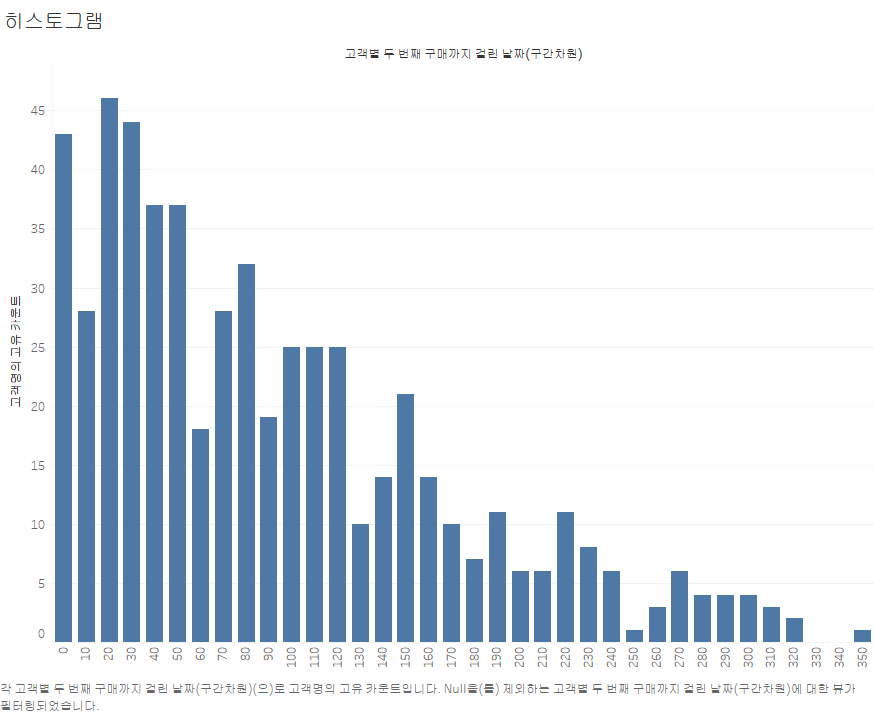 히스토그램
고객별 두 번째 구매까지 걸린 날짜(구간차원)
고객명의 고유 카운트
45
40
35
30
25
20
15
10
5
0
0 10 20 30 40 50 60 70 80 90 100 110 120 130 140 150 160 170 180 190 200 210 220 230 240 250 260 270 280 290 300 310 320 330 340 350
각 고객별 두 번째 구매까지 걸린 날짜(구간차원)(으)로 고객명의 고유 카운트입니다. Null을(를) 제외하는 고객별 두 번째 구매까지 걸린 날짜(구간차원)에 대한 뷰가
필터링되었습니다.